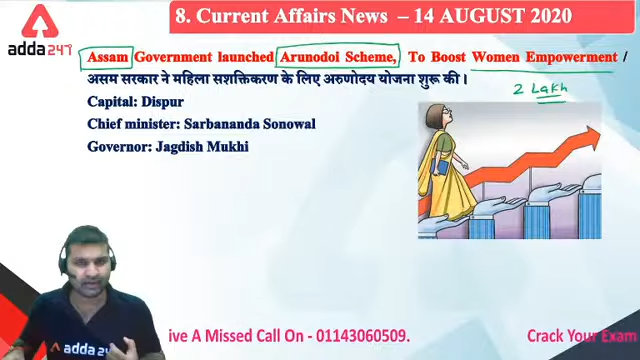 8. Current Affairs News – 14 AUGUST 2020
adda247
Assam Government launched Arunodoi Scheme, To Boost Women Empowerment /
असम सरकार ने महिला सशक्तिकरण के लिए अरुणोदय योजना शुरू की।
2 Lakh
Capital: Dispur
Chief minister: Sarbananda Sonowal
Governor: Jagdish Mukhi
adda247
ive A Missed Call On - 01143060509.
Crack Your Exam